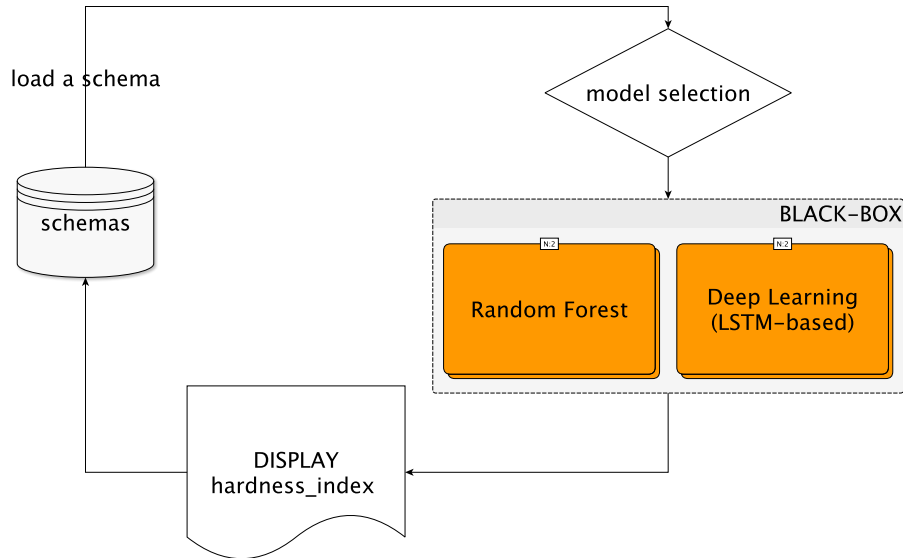 load a schema
model selection
schemas
BLACK-BOX
N:2
N:2
Random Forest
Deep Learning
(LSTM-based)
DISPLAY
hardness_index